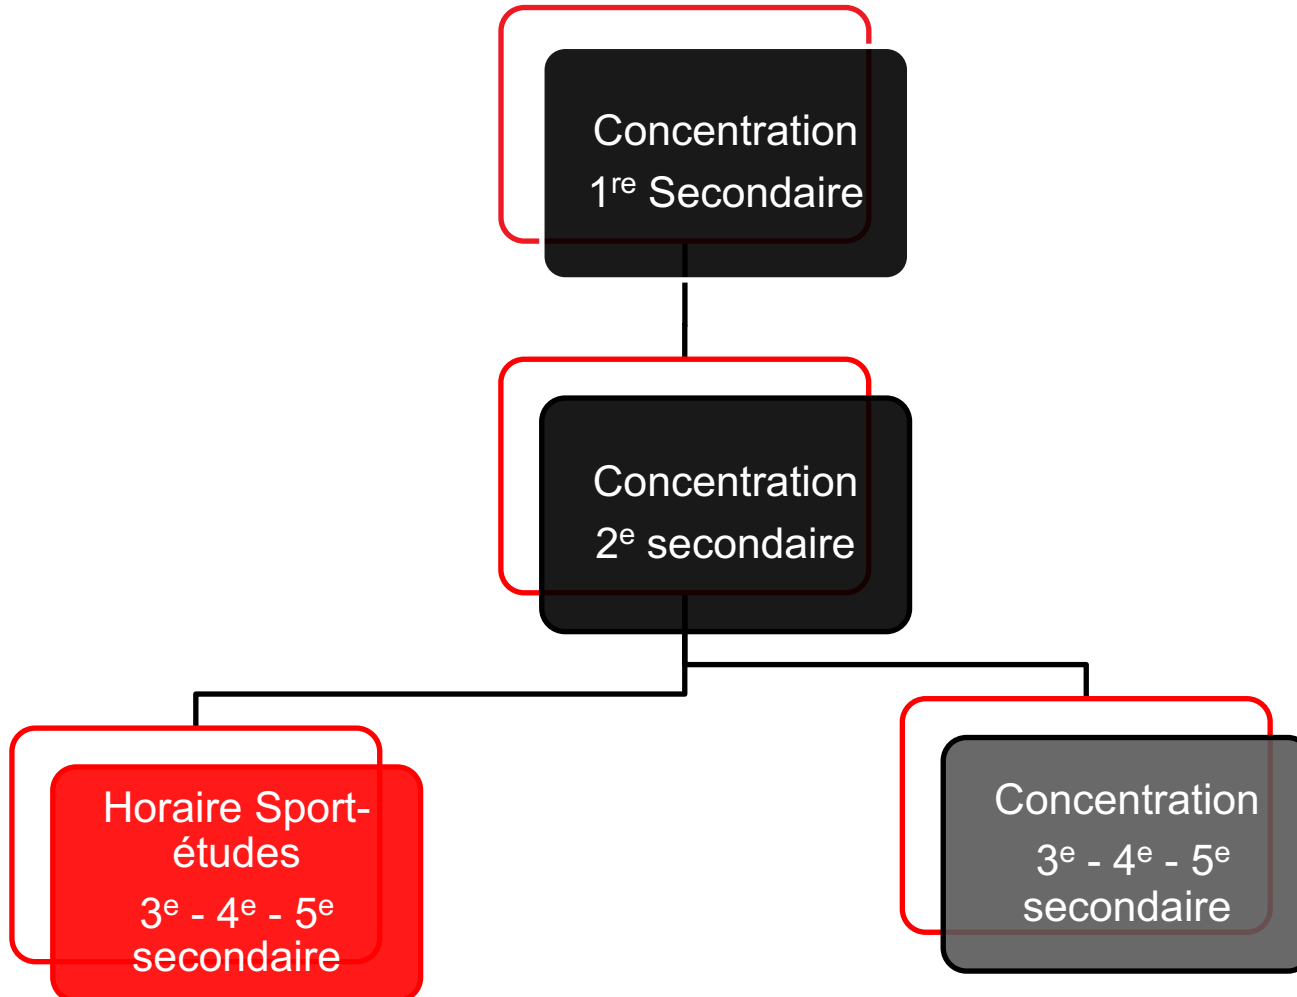 Concentration
1re Secondaire
Concentration
2e secondaire
Horaire Sport-
études
3e - 4e - 5e
secondaire
Concentration
3e - 4e - 5e
secondaire